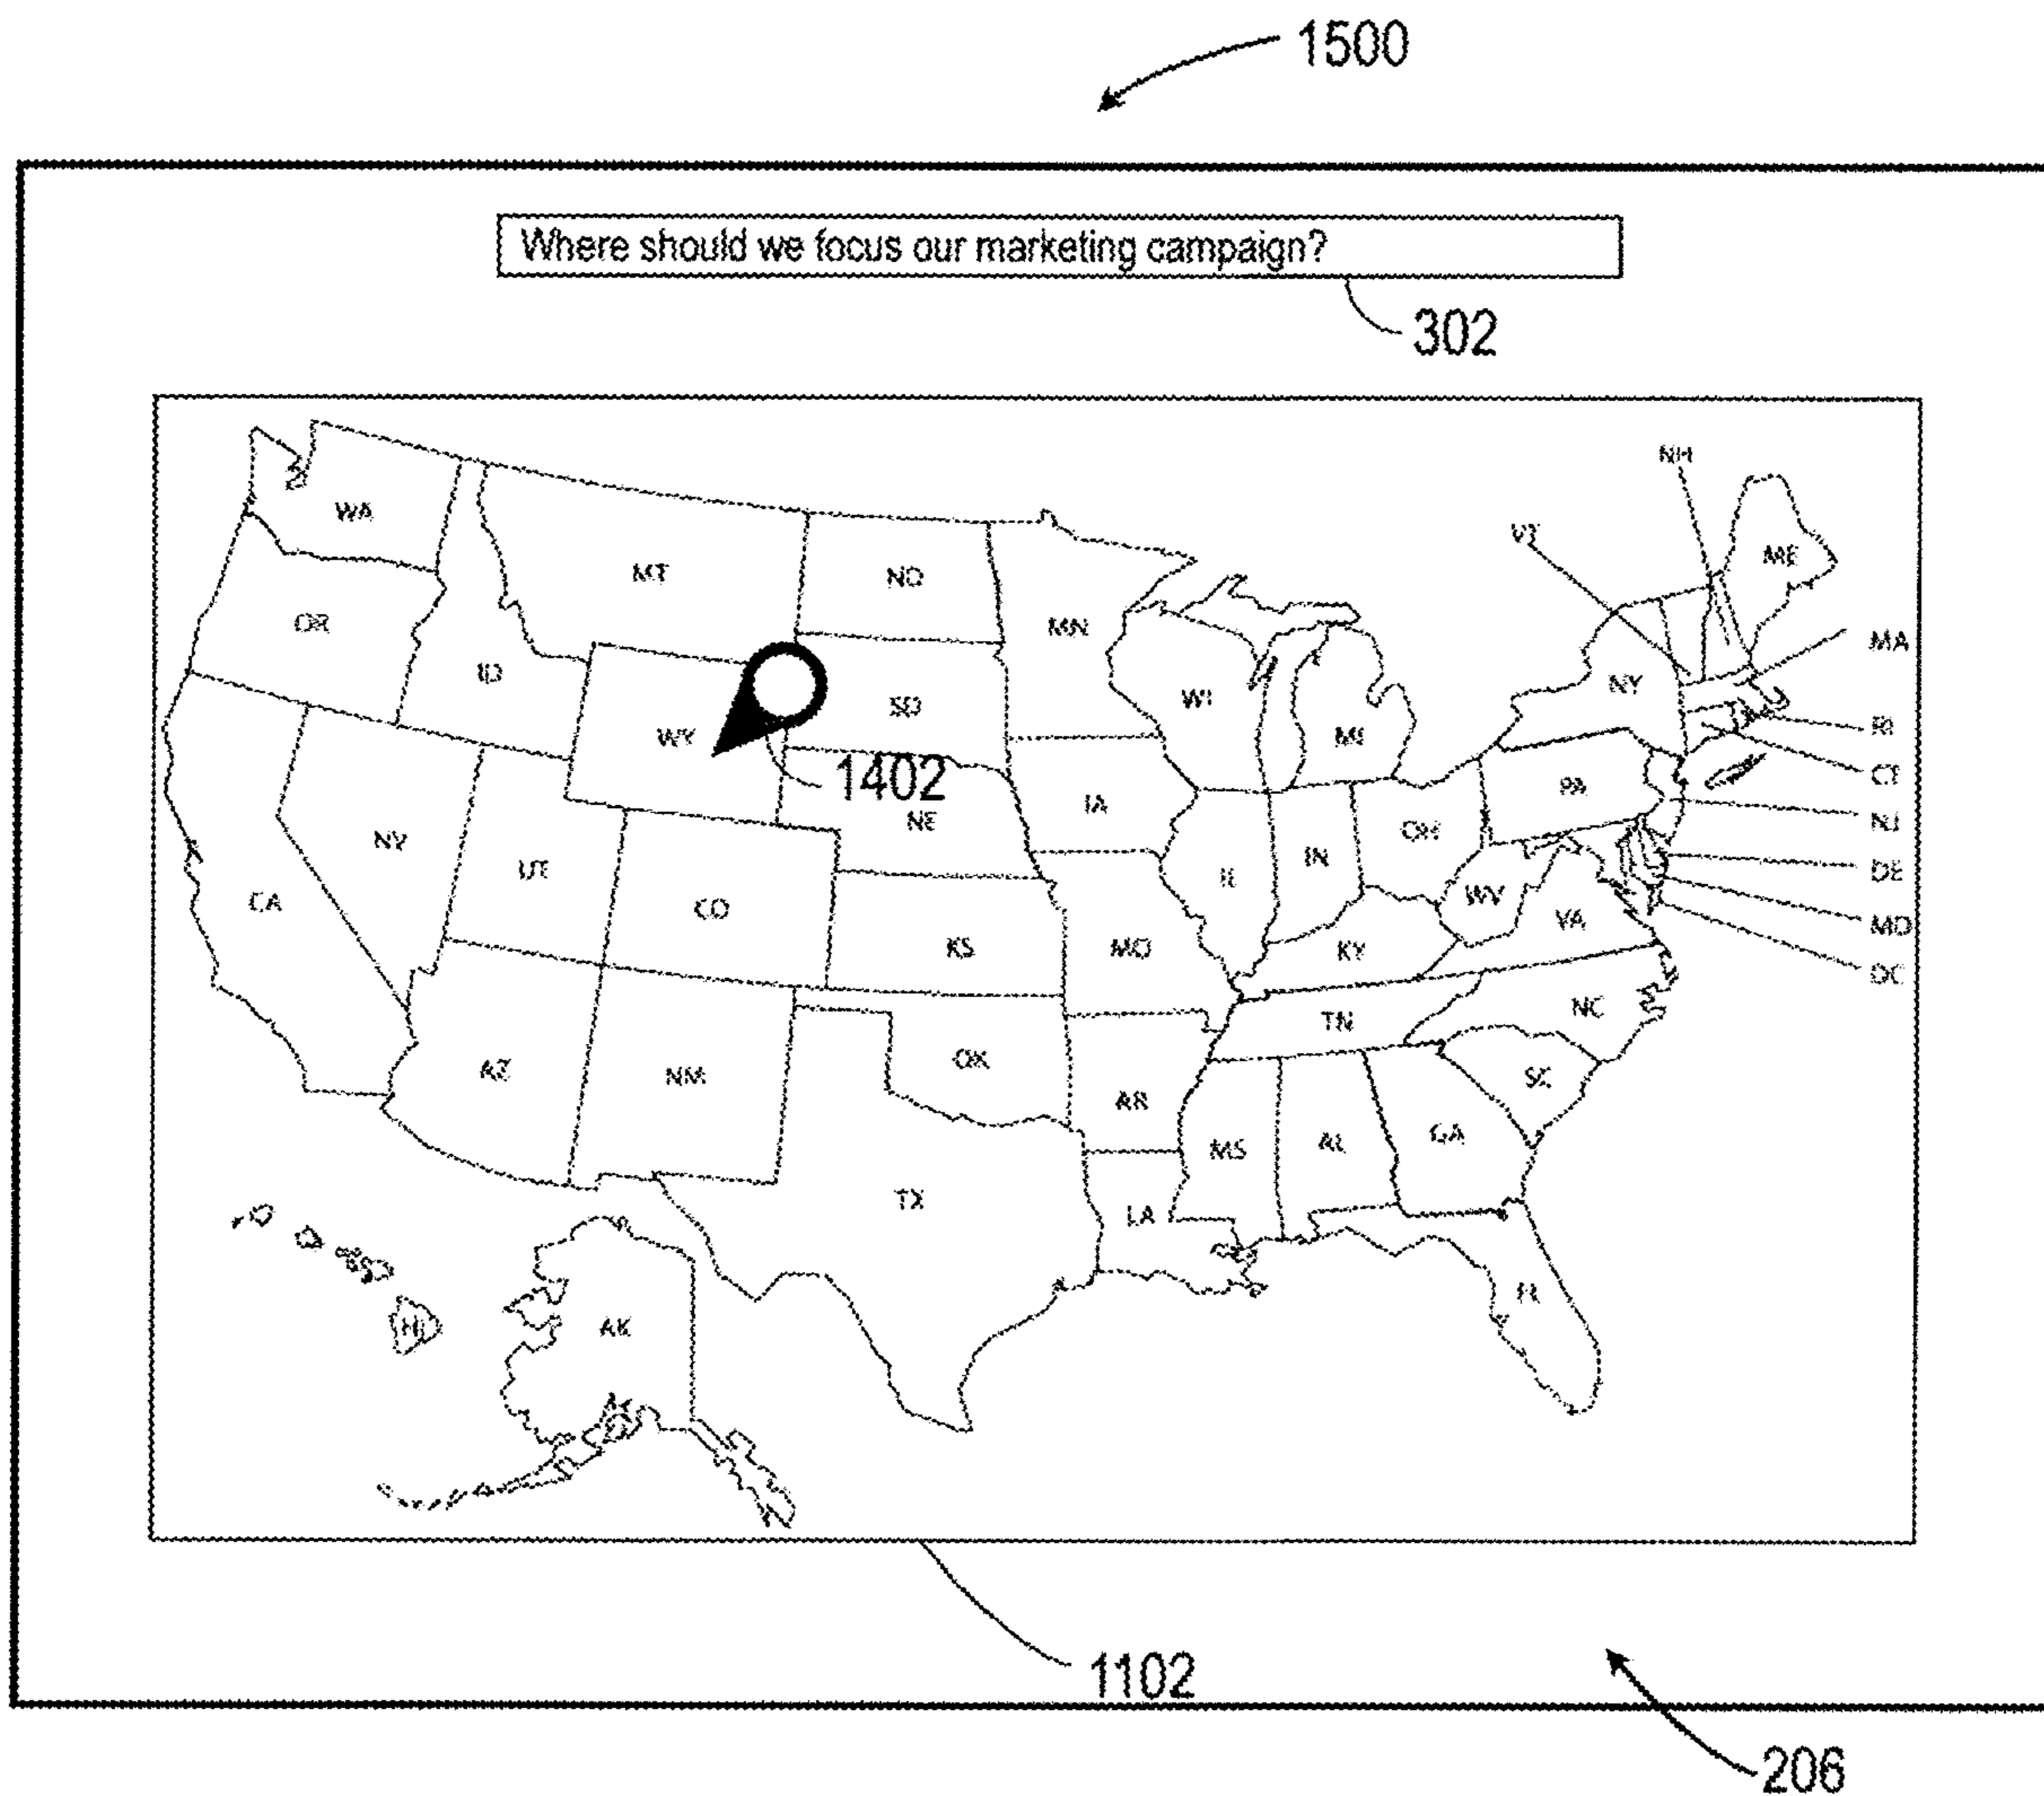 1500
Where should we focus our marketing campaign?
302
NH
WA
VT
ME
MT
ND
OR
MN
MA
ID
WI
NY
SD
RI
WY
MI
CT
1402
PA
IA
NE
NJ
OH
NV
IN
UT
DE
IL
WV
CA
CO
VA
MD
KS
MO
KY
DC
NC
TN
OK
AZ
NM
SC
AR
GA
AL
MS
TX
LA
FL
HI
AK
1102
206